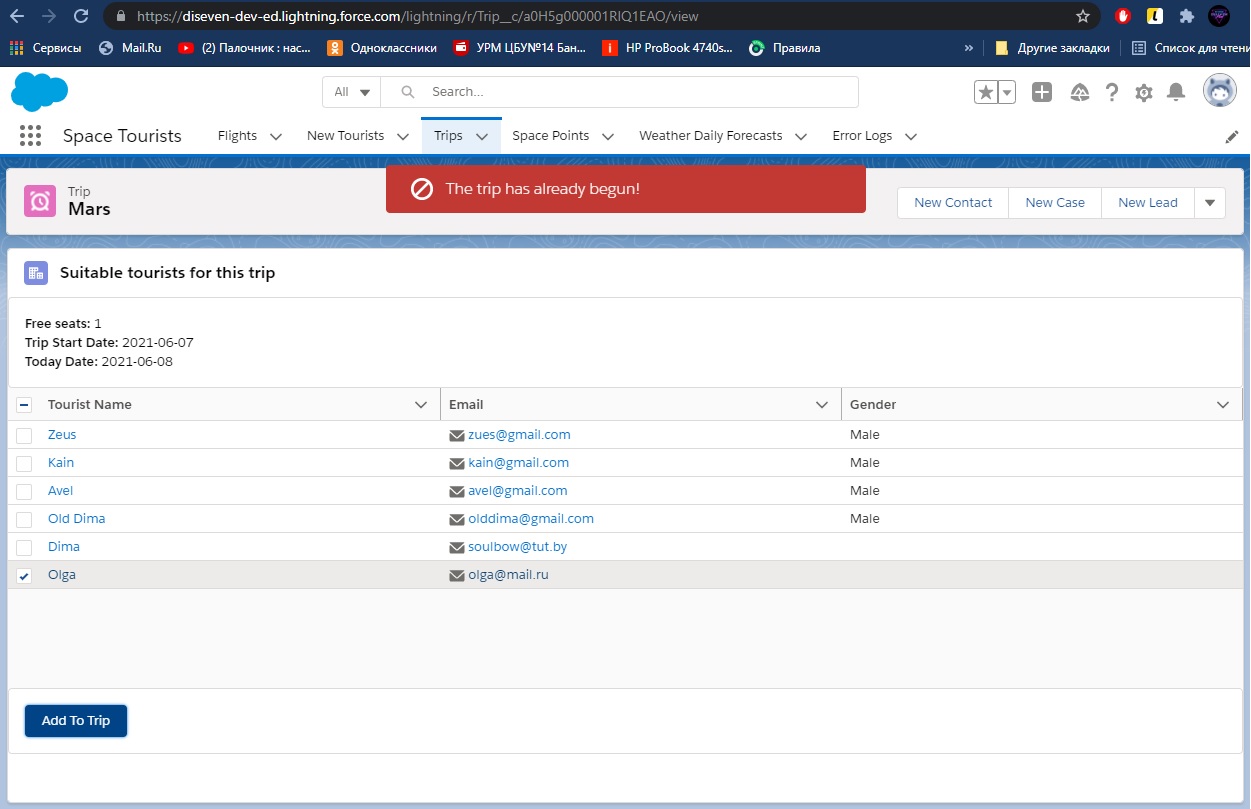 https://diseven-dev-ed.lightning.force.com/lightning/r/Trip__c/a0H5g000001RIQ1EAO/view
Сервисы Mail.Ru (2) Палочник : нас... Одноклассники УРМ ЦБУ№14 Бан... HP ProBook 4740s... Правила » Другие закладки Список для чтени
All Search...
Space Tourists Flights New Tourists Trips Space Points Weather Daily Forecasts Error Logs
The trip has already begun!
Trip
Mars
New Contact New Case New Lead
Suitable tourists for this trip
Free seats: 1
Trip Start Date: 2021-06-07
Today Date: 2021-06-08
Tourist Name Email Gender
Zeus zues@gmail.com Male
Kain kain@gmail.com Male
Avel avel@gmail.com Male
Old Dima olddima@gmail.com Male
Dima soulbow@tut.by
Olga olga@mail.ru
Add To Trip